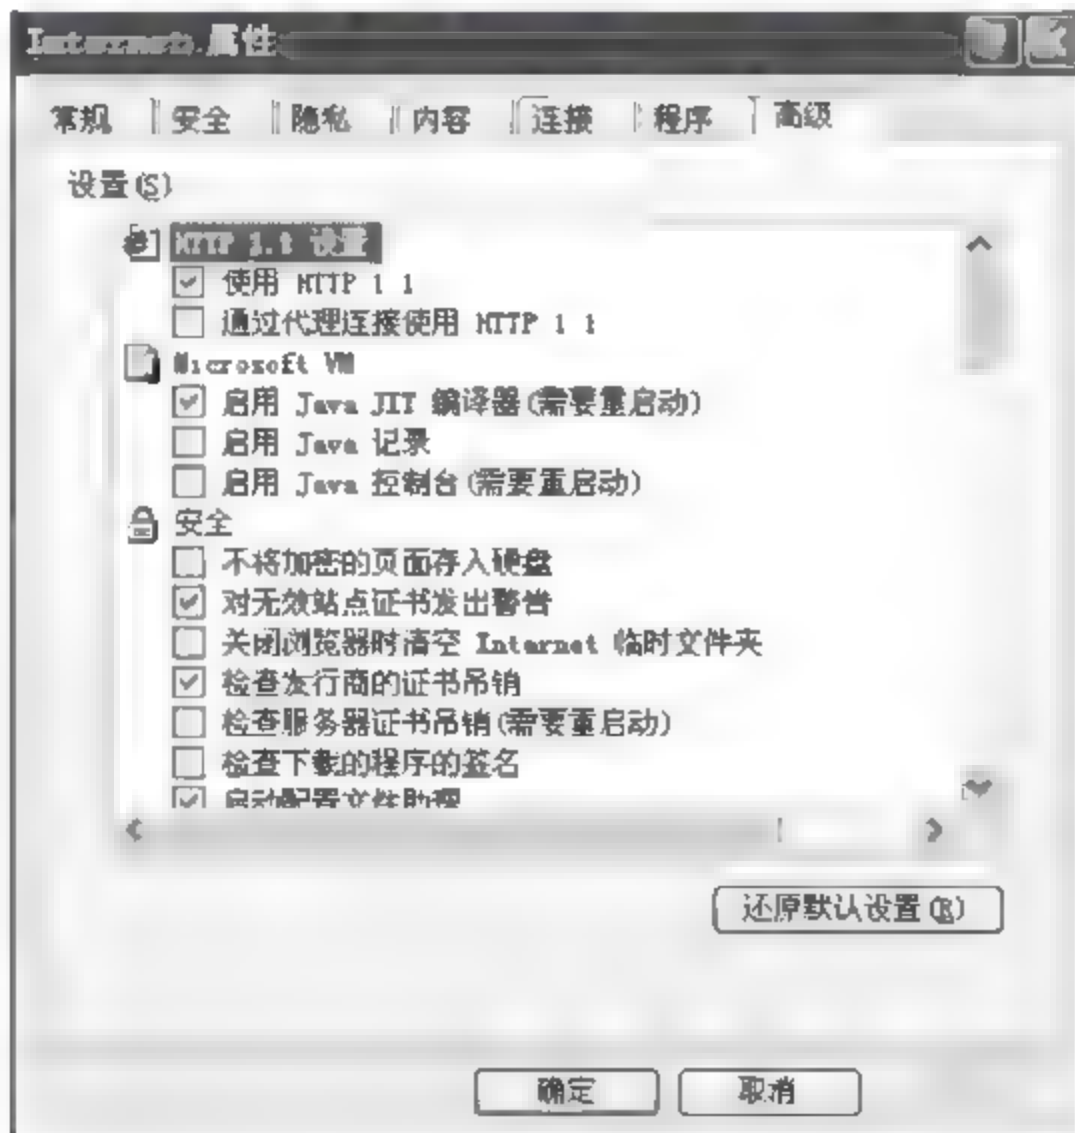 Internet 属性
常规 安全 隐私 内容 连接 程序 高级
设置(S)
HTTP 1.1 设置
使用 HTTP 1 1
通过代理连接使用 HTTP 1 1
Microsoft VM
启用 Java JIT 编译器(需要重启动)
启用 Java 记录
启用 Java 控制台(需要重启动)
安全
不将加密的页面存入硬盘
对无效站点证书发出警告
关闭浏览器时清空 Internet 临时文件夹
检查发行商的证书吊销
检查服务器证书吊销(需要重启动)
检查下载的程序的签名
启动配置文件助理
还原默认设置(R)
确定 取消